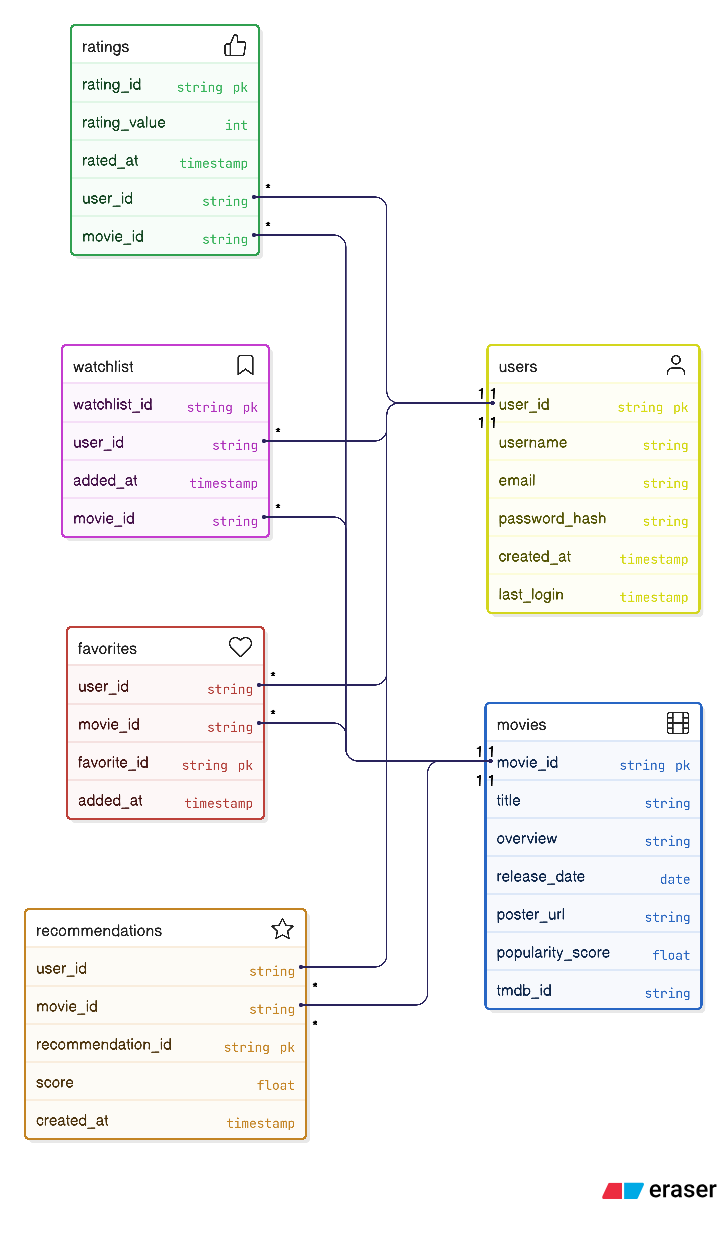 ratings
rating_id string pk
rating_value int
rated_at timestamp
user_id string *
movie_id string *
watchlist
watchlist_id string pk
user_id string *
added_at timestamp
movie_id string *
users
1 1
user_id string pk
1 1
username string
email string
password_hash string
created_at timestamp
last_login timestamp
favorites
user_id string *
movie_id string *
favorite_id string pk
added_at timestamp
movies
1 1
movie_id string pk
1 1
title string
overview string
release_date date
poster_url string
popularity_score float
tmdb_id string
recommendations
user_id string *
movie_id string *
recommendation_id string pk
score float
created_at timestamp
eraser